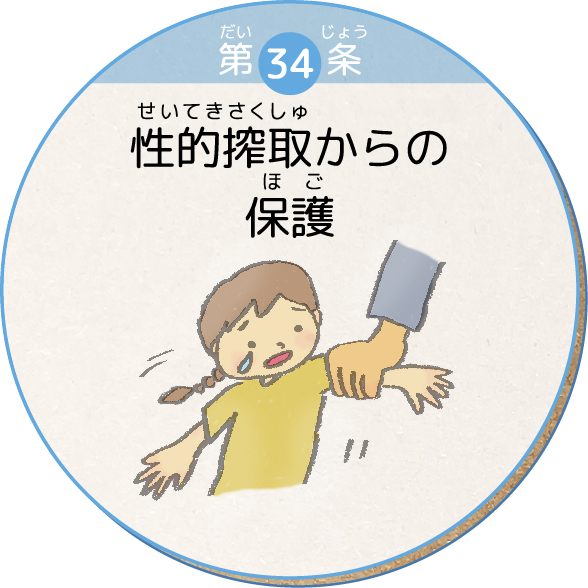 だい じょう
第34条
せいてきさくしゅ
性的搾取からの
ほご
保護